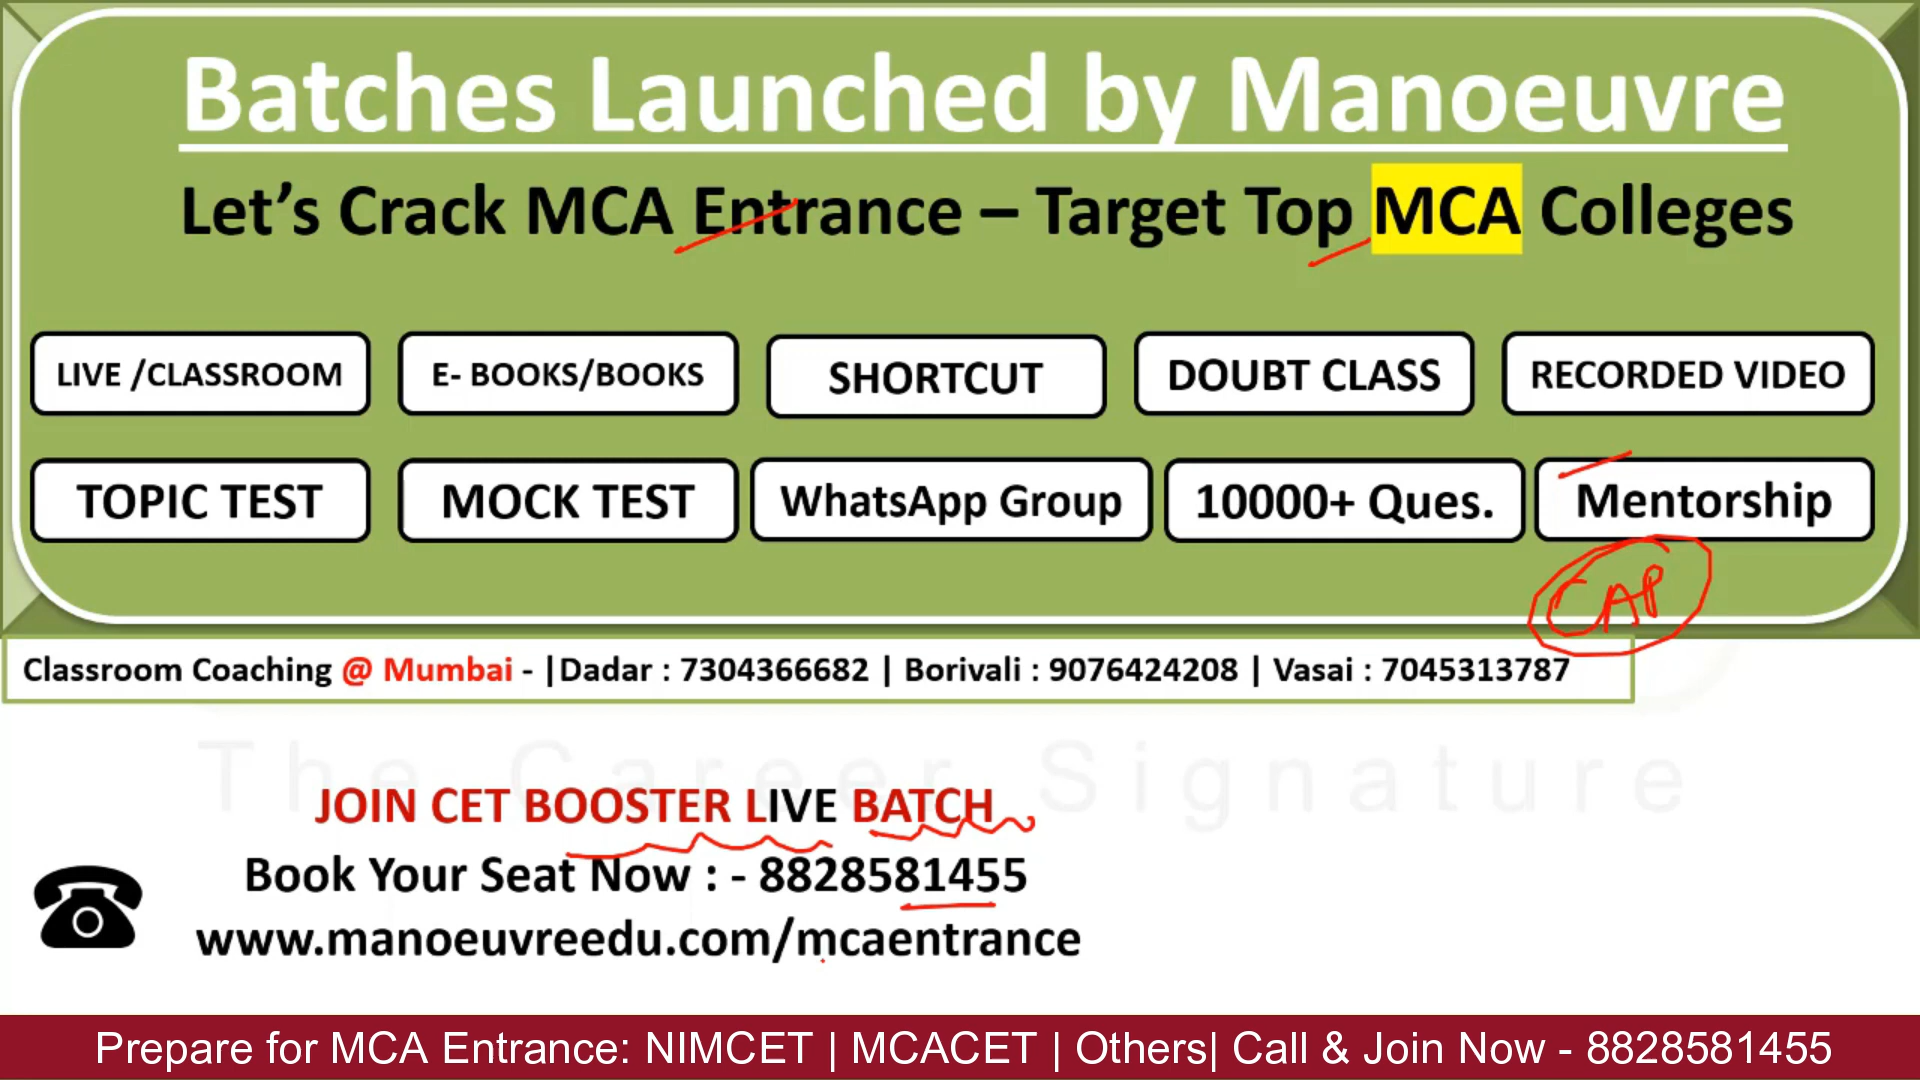 Batches Launched by Manoeuvre
Let's Crack MCA Entrance – Target Top MCA Colleges
LIVE /CLASSROOM
E- BOOKS/BOOKS
SHORTCUT
DOUBT CLASS
RECORDED VIDEO
TOPIC TEST
MOCK TEST
WhatsApp Group
10000+ Ques.
Mentorship
CAP
Classroom Coaching @ Mumbai - |Dadar : 7304366682 | Borivali : 9076424208 | Vasai : 7045313787
The Career Signature
JOIN CET BOOSTER LIVE BATCH
Book Your Seat Now : - 8828581455
www.manoeuvreedu.com/mcaentrance
Prepare for MCA Entrance: NIMCET | MCACET | Others| Call & Join Now - 8828581455